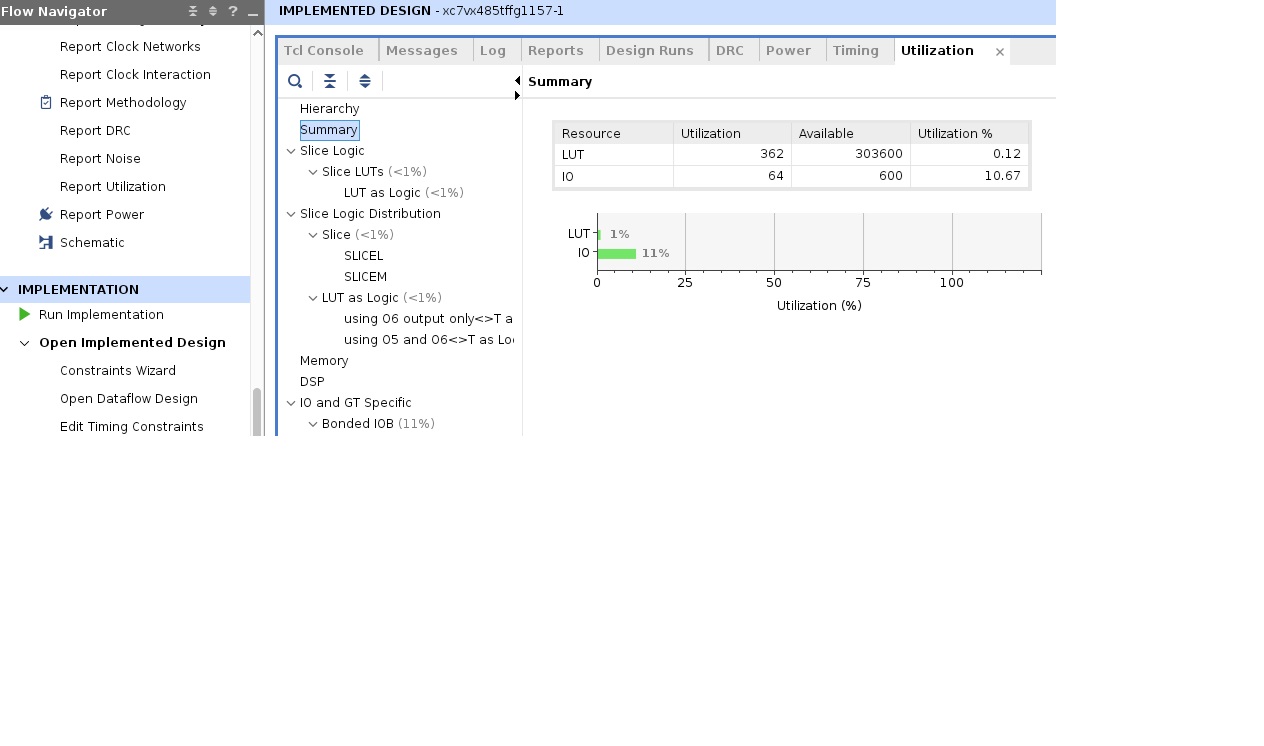 Flow Navigator
?
Report Clock Networks
Report Clock Interaction
Report Methodology
Report DRC
Report Noise
Report Utilization
Report Power
Schematic
IMPLEMENTATION
Run Implementation
Open Implemented Design
Constraints Wizard
Open Dataflow Design
Edit Timing Constraints
IMPLEMENTED DESIGN - xc7vx485tffg1157-1
Tcl Console Messages Log Reports Design Runs DRC Power Timing Utilization
Hierarchy
Summary
Slice Logic
Slice LUTs (<1%)
LUT as Logic (<1%)
Slice Logic Distribution
Slice (<1%)
SLICEL
SLICEM
LUT as Logic (<1%)
using O6 output only<>T a
using O5 and O6<>T as Lo
Memory
DSP
IO and GT Specific
Bonded IOB (11%)
Summary
Resource Utilization Available Utilization %
LUT 362 303600 0.12
IO 64 600 10.67
LUT 1%
IO 11%
0 25 50 75 100
Utilization (%)